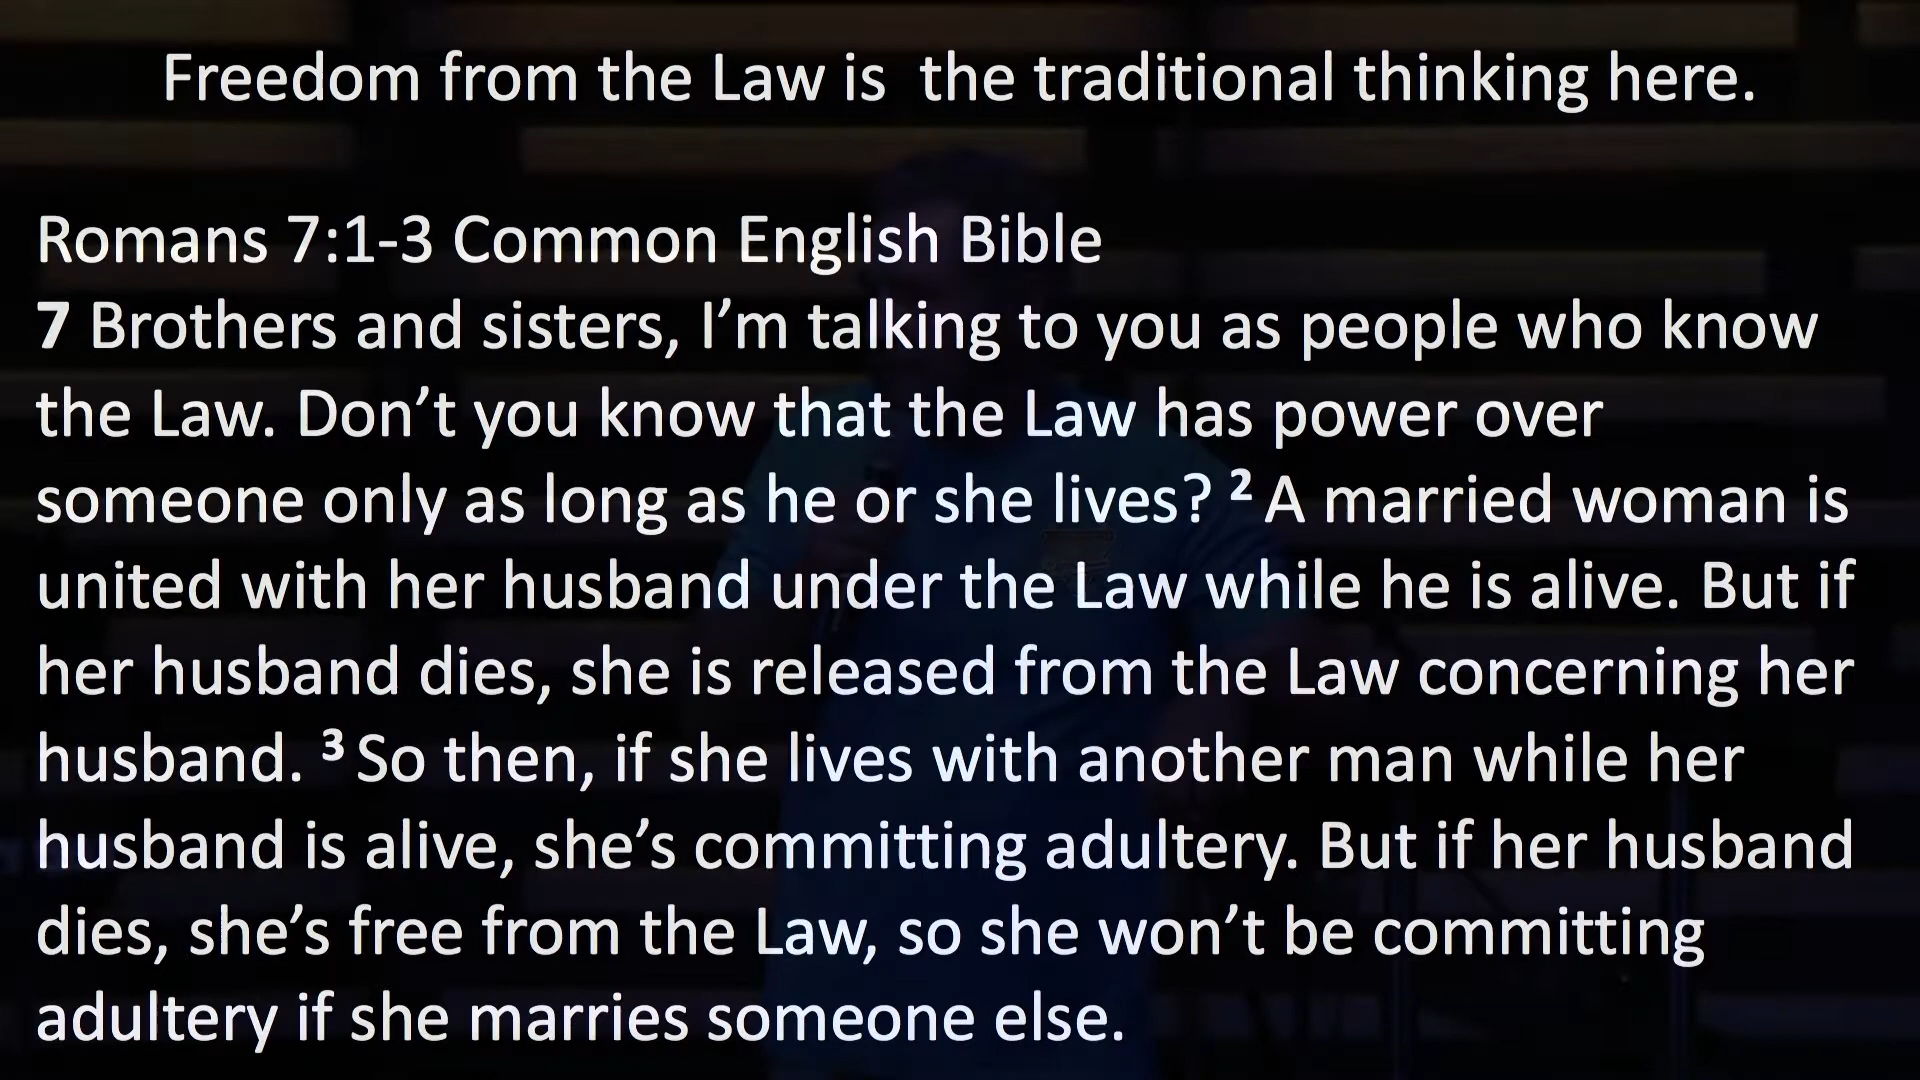 Freedom from the Law is  the traditional thinking here.
Romans 7:1-3 Common English Bible
7 Brothers and sisters, I’m talking to you as people who know
the Law. Don’t you know that the Law has power over
someone only as long as he or she lives? 2 A married woman is
united with her husband under the Law while he is alive. But if
her husband dies, she is released from the Law concerning her
husband. 3 So then, if she lives with another man while her
husband is alive, she’s committing adultery. But if her husband
dies, she’s free from the Law, so she won’t be committing
adultery if she marries someone else.